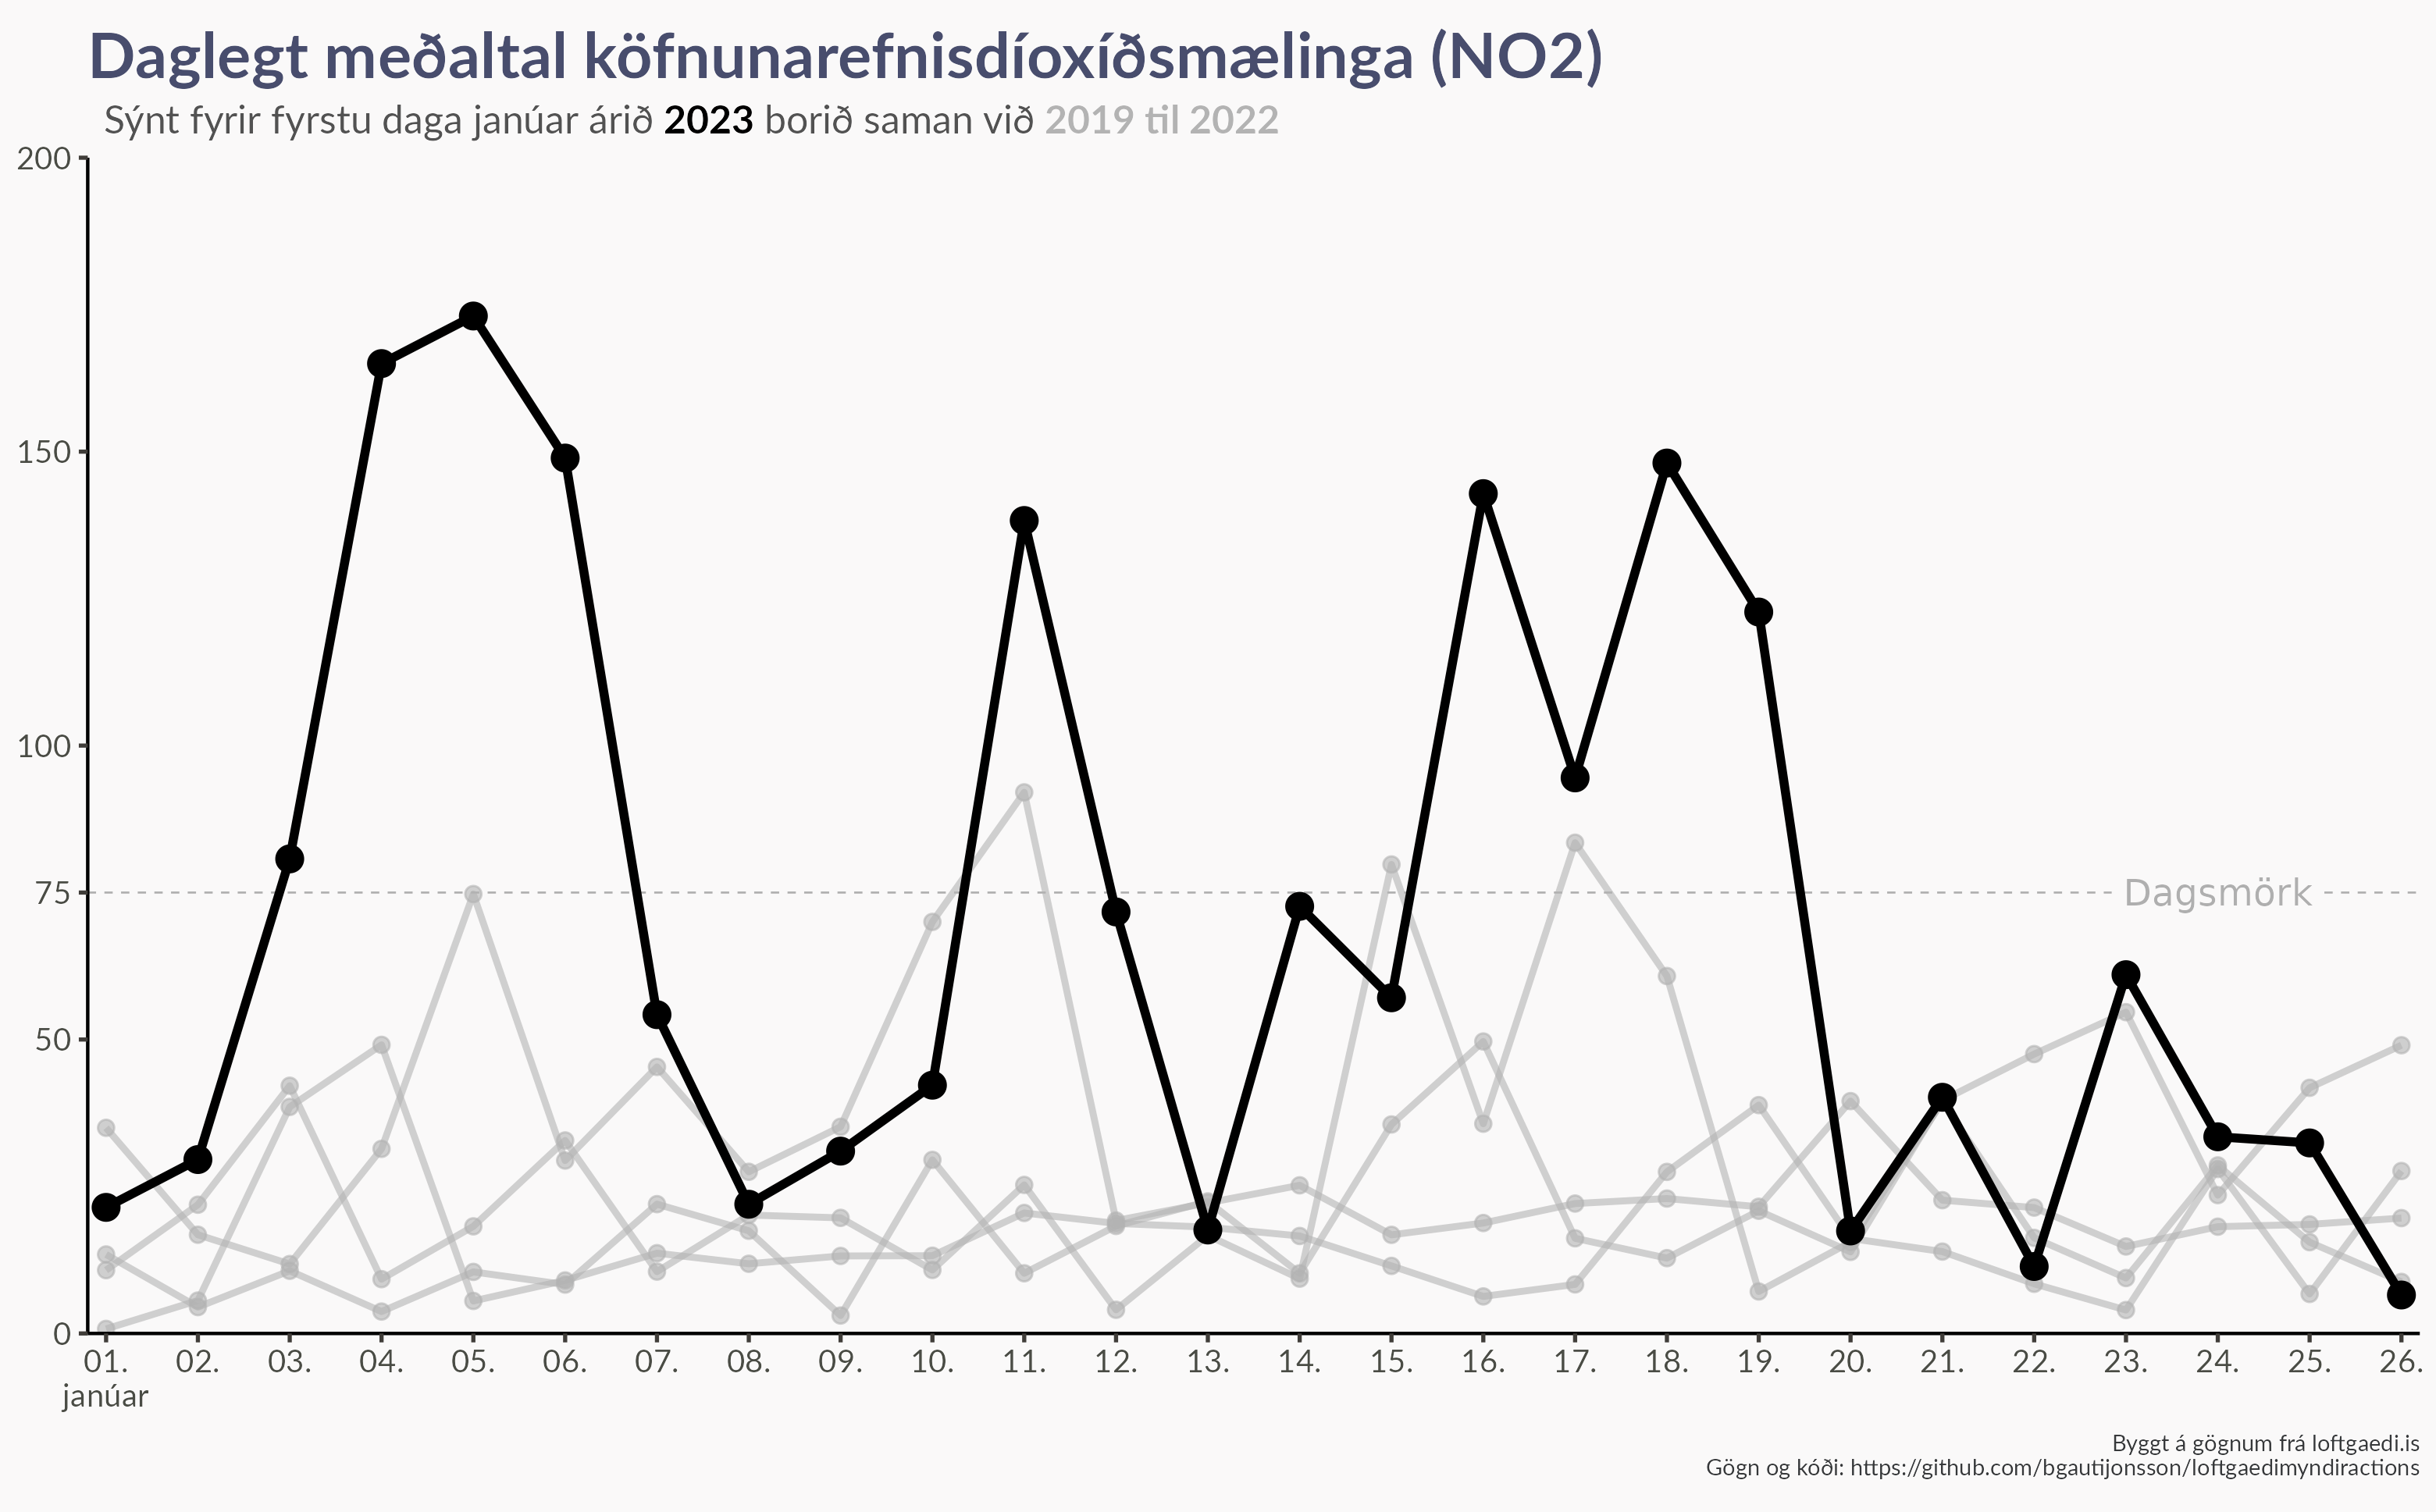 Daglegt meðaltal köfnunarefnisdíoxíðsmælinga (NO2)
Sýnt fyrir fyrstu daga janúar árið 2023 borið saman við 2019 til 2022
200
150
100
75
Dagsmörk
50
0
01. 02. 03. 04. 05. 06. 07. 08. 09. 10. 11. 12. 13. 14. 15. 16. 17. 18. 19. 20. 21. 22. 23. 24. 25. 26.
janúar
Byggt á gögnum frá loftgaedi.is
Gögn og kóði: https://github.com/bgautijonsson/loftgaedimyndiractions